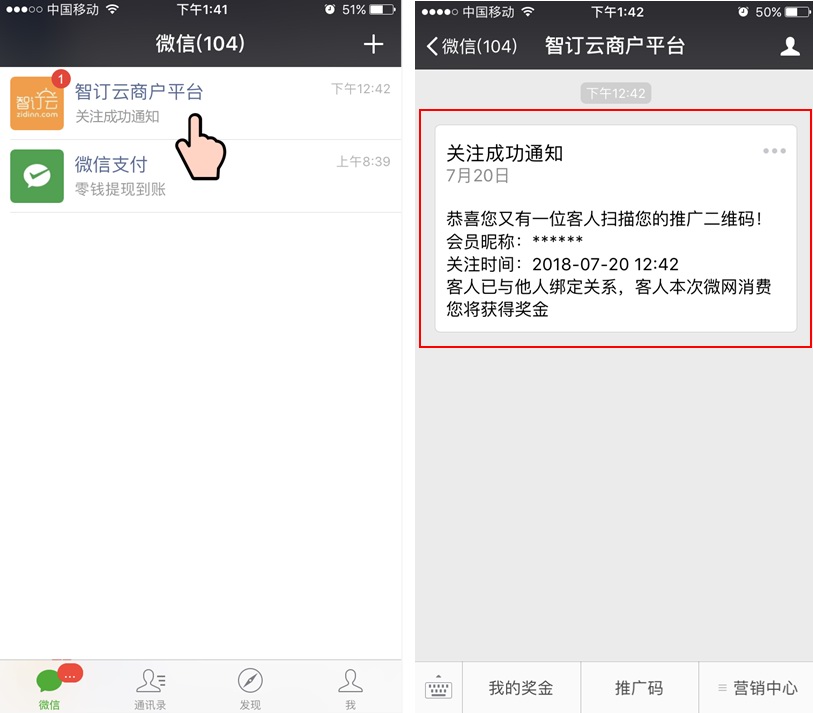 中国移动 下午1:41 51%
微信(104)
智订云
zidinn.com
1
智订云商户平台 下午12:42
关注成功通知
微信支付 上午8:39
零钱提现到账
微信
通讯录
发现
我
中国移动 下午1:42 50%
微信(104) 智订云商户平台
下午12:42
关注成功通知
7月20日
恭喜您又有一位客人扫描您的推广二维码！
会员昵称：******
关注时间：2018-07-20 12:42
客人已与他人绑定关系，客人本次微网消费
您将获得奖金
我的奖金
推广码
营销中心